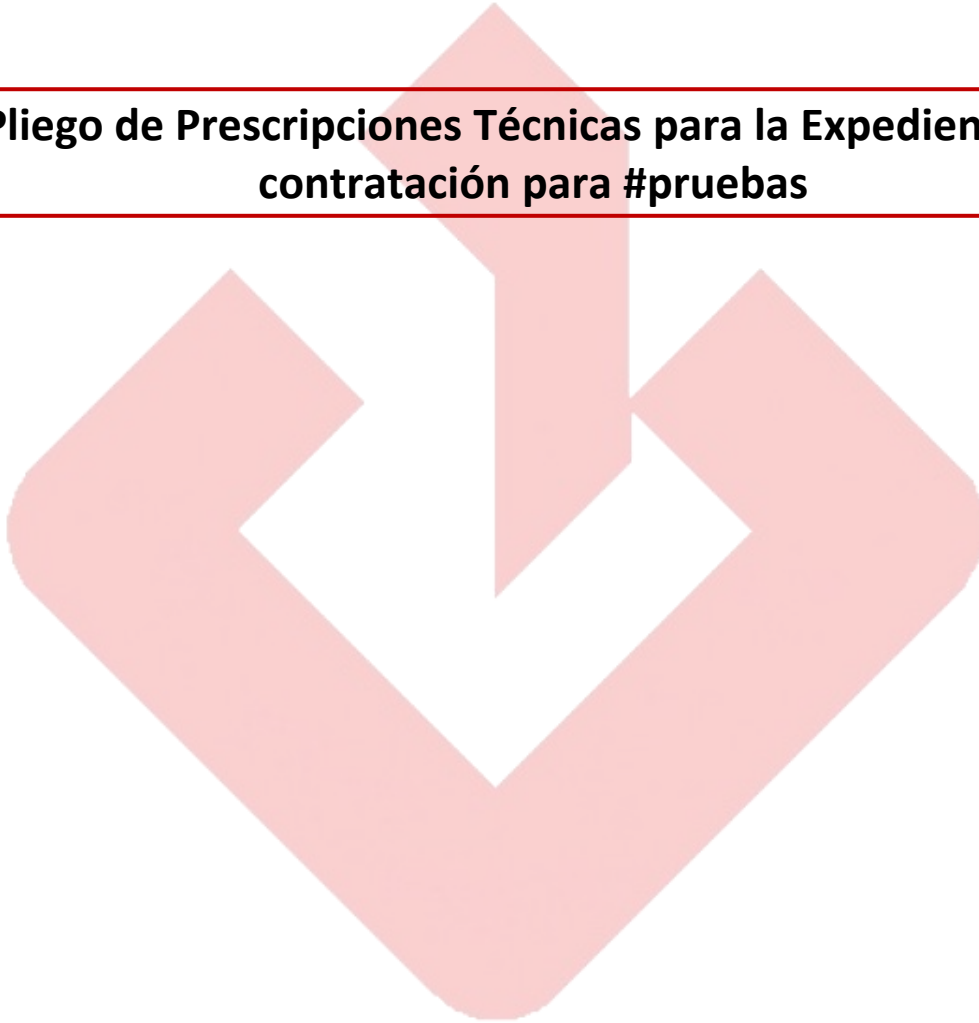 Pliego de Prescripciones Técnicas para la Expedien
contratación para #pruebas